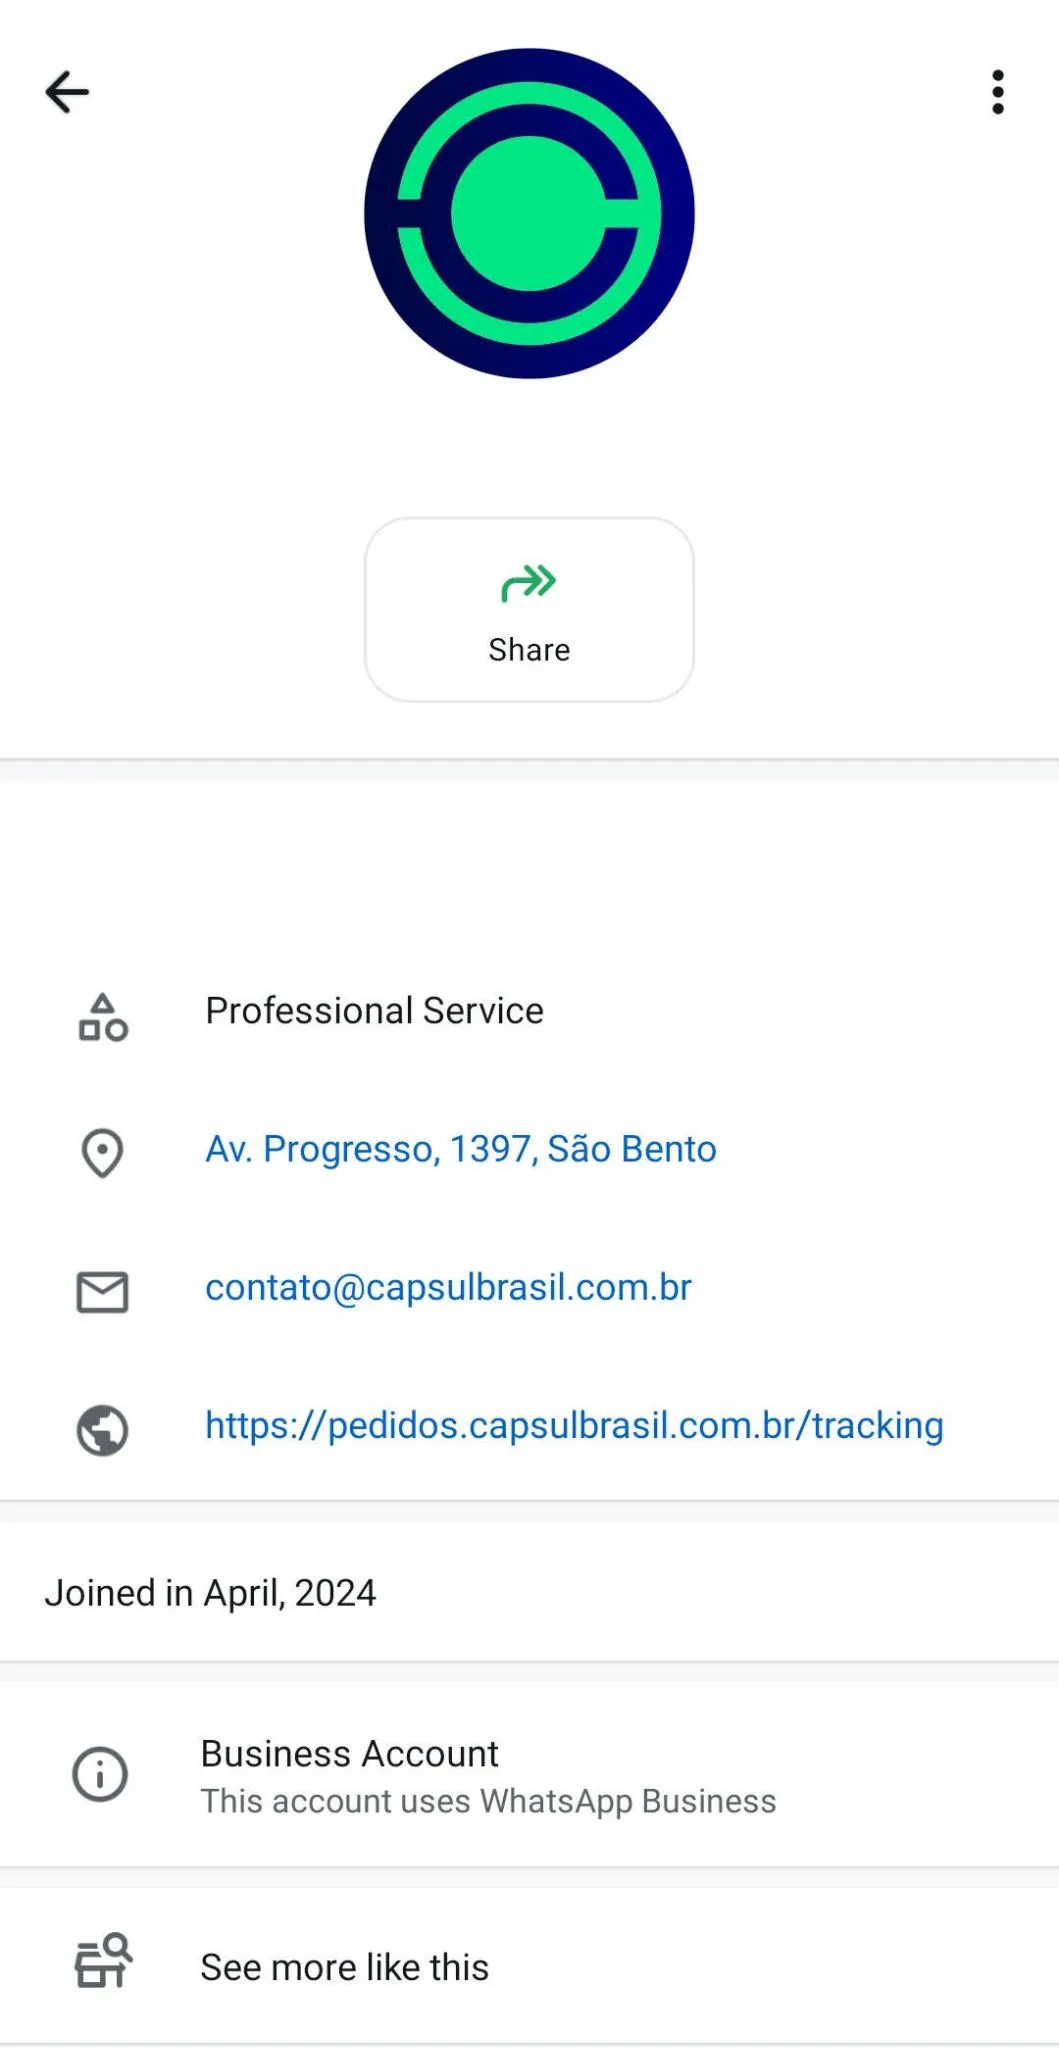 Share
Professional Service
Av. Progresso, 1397, São Bento
contato@capsulbrasil.com.br
https://pedidos.capsulbrasil.com.br/tracking
Joined in April, 2024
Business Account
This account uses WhatsApp Business
See more like this